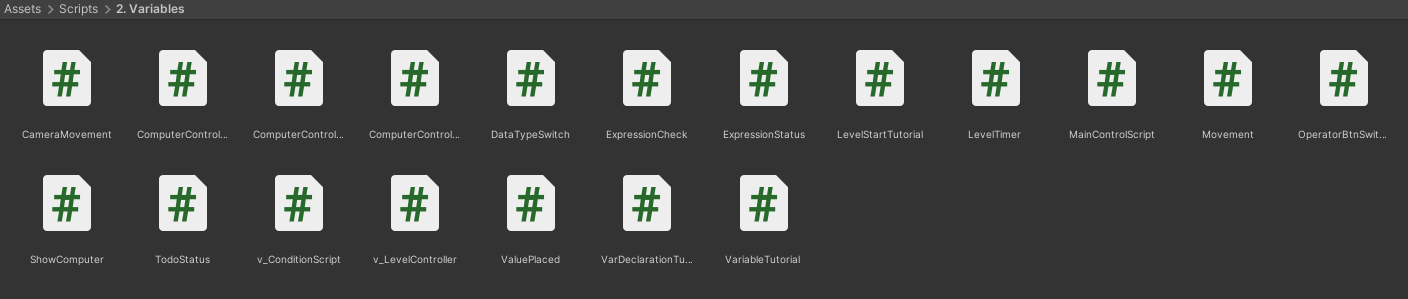 Assets > Scripts > 2. Variables
CameraMovement ComputerControl... ComputerControl... ComputerControl... DataTypeSwitch ExpressionCheck ExpressionStatus LevelStartTutorial LevelTimer MainControlScript Movement OperatorBtnSwit...
ShowComputer TodoStatus v_ConditionScript v_LevelController ValuePlaced VarDeclarationTu... VariableTutorial